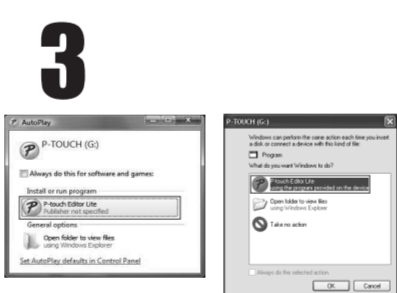 3
AutoPlay
P-TOUCH (G:)
Always do this for software and games:
Install or run program
P-touch Editor Lite
Publisher not specified
General options
Open folder to view files
using Windows Explorer
Set AutoPlay defaults in Control Panel
P-TOUCH (G:)
Windows can perform the same action each time you insert
a disk or connect a device with this kind of file:
Program
What do you want Windows to do?
P-touch Editor Lite
using the program provided on the device
Open folder to view files
using Windows Explorer
Take no action
Always do the selected action.
OK
Cancel